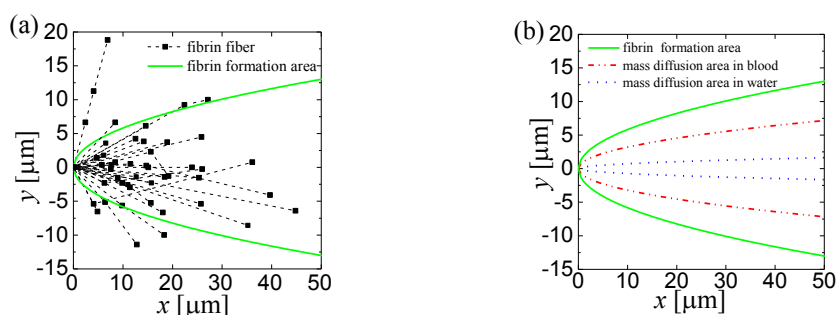 (a)
fibrin fiber
fibrin formation area
20
15
10
5
0
-5
-10
-15
y [μm]
0 10 20 30 40 50
x [μm]
(b)
fibrin formation area
mass diffusion area in blood
mass diffusion area in water
20
15
10
5
0
-5
-10
-15
y [μm]
0 10 20 30 40 50
x [μm]